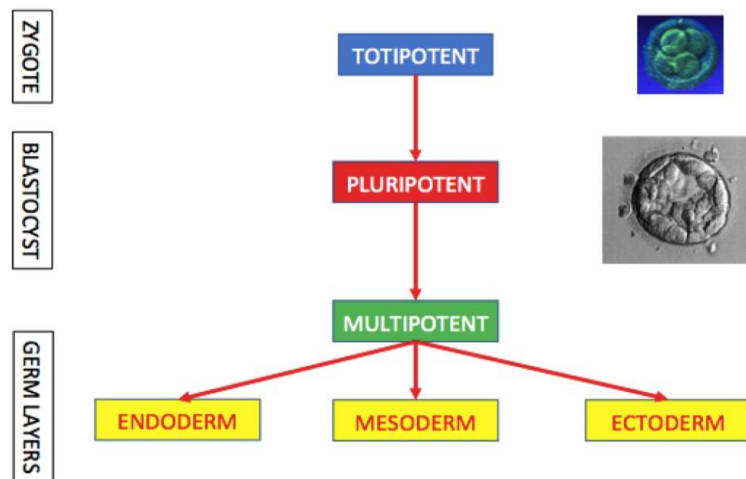 ZYGOTE
TOTIPOTENT
BLASTOCYST
PLURIPOTENT
MULTIPOTENT
GERM LAYERS
ENDODERM
MESODERM
ECTODERM